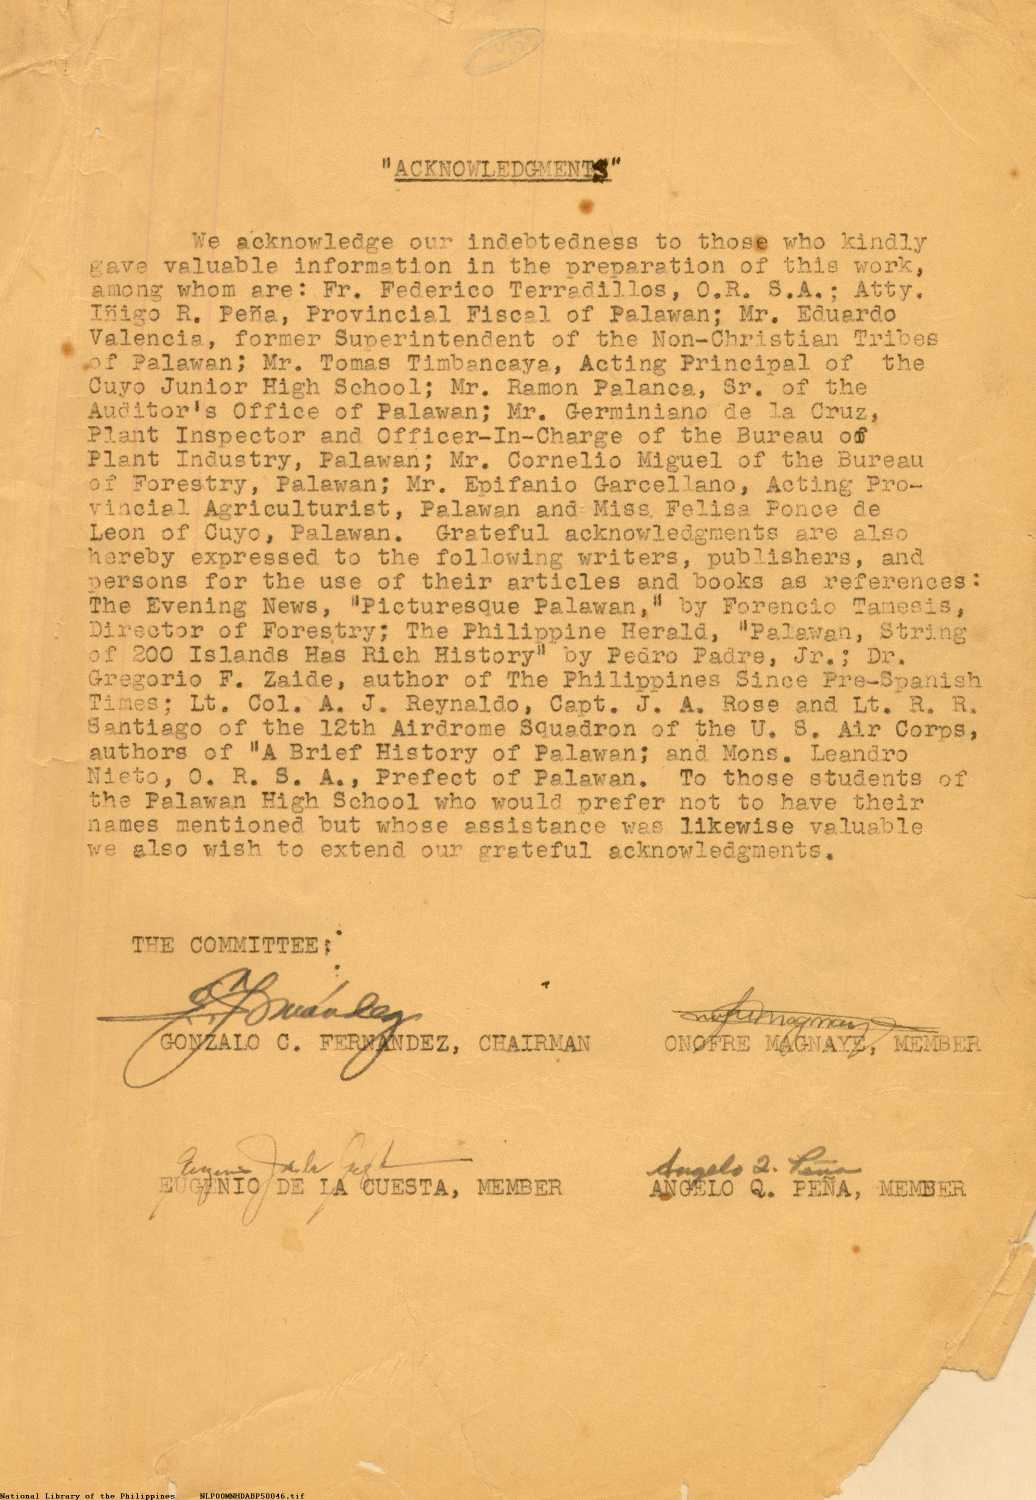 "ACKNOWLEDGMENTS"
We acknowledge our indebtedness to those who kindly
gave valuable information in the preparation of this work,
among whom are: Fr. Federico Terradillos, O.R. S.A.; Atty.
Iñigo R. Peña, Provincial Fiscal of Palawan; Mr. Eduardo
Valencia, former Superintendent of the Non-Christian Tribes
of Palawan; Mr. Tomas Timbancaya, Acting Principal of the
Cuyo Junior High School; Mr. Ramon Palanca, Sr. of the
Auditor's Office of Palawan; Mr. Germiniano de la Cruz,
Plant Inspector and Officer-In-Charge of the Bureau of
Plant Industry, Palawan; Mr. Cornelio Miguel of the Bureau
of Forestry, Palawan; Mr. Epifanio Garcellano, Acting Pro-
vincial Agriculturist, Palawan and Miss Felisa Ponce de
Leon of Cuyo, Palawan. Grateful acknowledgments are also
hereby expressed to the following writers, publishers, and
persons for the use of their articles and books as references:
The Evening News, "Picturesque Palawan," by Forencio Tamesis,
Director of Forestry; The Philippine Herald, "Palawan, String
of 200 Islands Has Rich History" by Pedro Padre, Jr.; Dr.
Gregorio F. Zaide, author of The Philippines Since Pre-Spanish
Times; Lt. Col. A. J. Reynaldo, Capt. J. A. Rose and Lt. R. R.
Santiago of the 12th Airdrome Squadron of the U. S. Air Corps,
authors of "A Brief History of Palawan; and Mons. Leandro
Nieto, O. R. S. A., Prefect of Palawan. To those students of
the Palawan High School who would prefer not to have their
names mentioned but whose assistance was likewise valuable
we also wish to extend our grateful acknowledgments.
THE COMMITTEE:
GONZALO C. FERNANDEZ, CHAIRMAN ONOFRE MAGNAYE, MEMBER
Angelo Q. Peña
EUGENIO DE LA CUESTA, MEMBER ANGELO Q. PEÑA, MEMBER
National Library of the Philippines NLPOOMNHDABP50046.tif